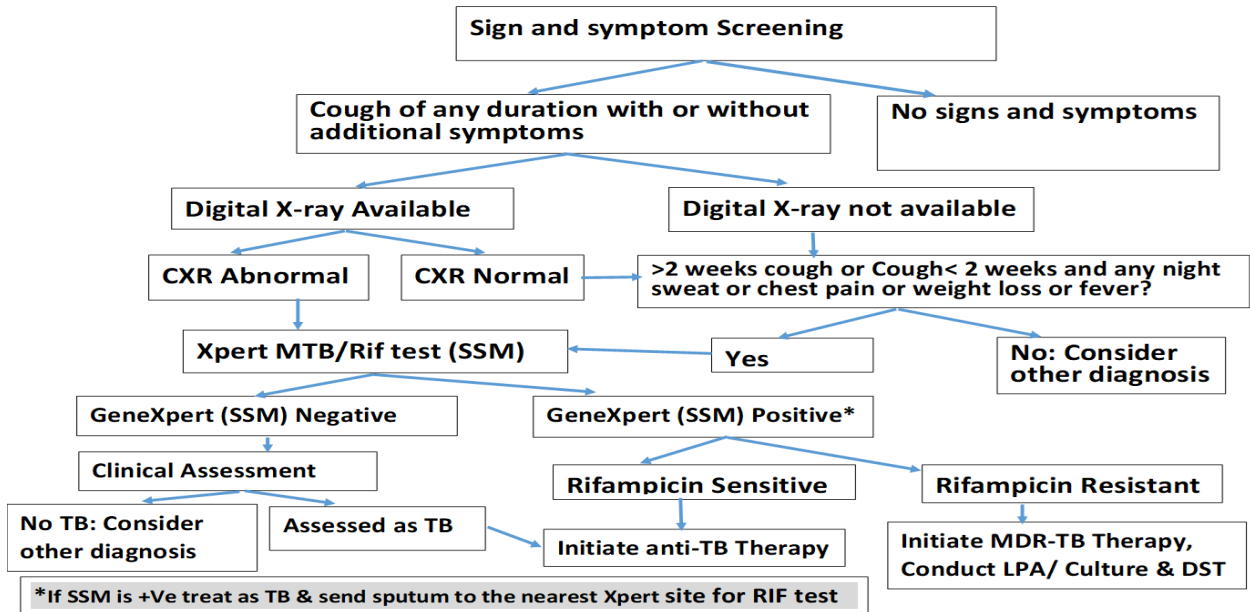 Sign and symptom Screening
Cough of any duration with or without
additional symptoms
No signs and symptoms
Digital X-ray Available
Digital X-ray not available
CXR Abnormal
CXR Normal
>2 weeks cough or Cough< 2 weeks and any night
sweat or chest pain or weight loss or fever?
Xpert MTB/Rif test (SSM)
Yes
No: Consider
other diagnosis
GeneXpert (SSM) Negative
GeneXpert (SSM) Positive*
Clinical Assessment
Rifampicin Sensitive
Rifampicin Resistant
No TB: Consider
other diagnosis
Assessed as TB
Initiate anti-TB Therapy
Initiate MDR-TB Therapy,
Conduct LPA/ Culture & DST
*If SSM is +Ve treat as TB & send sputum to the nearest Xpert site for RIF test